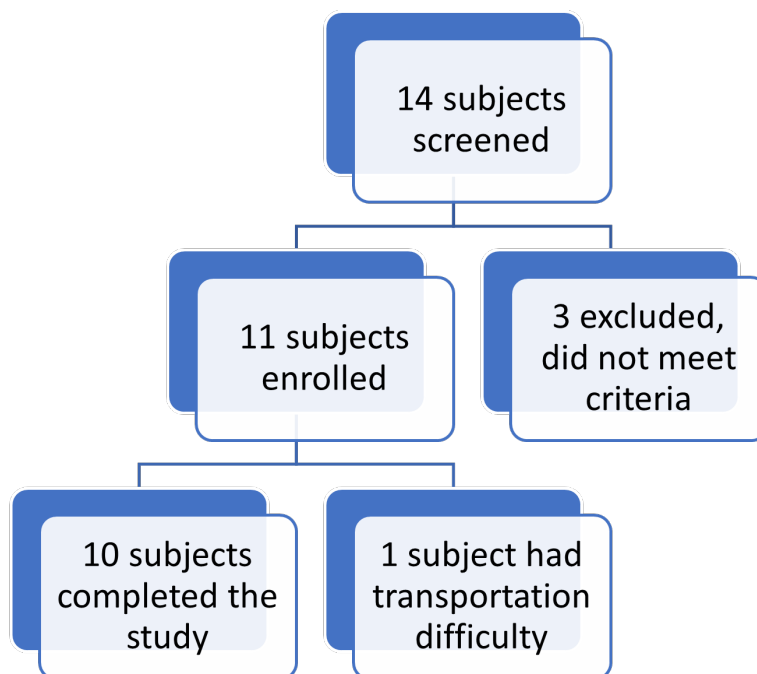 14 subjects
screened
11 subjects
enrolled
3 excluded,
did not meet
criteria
10 subjects
completed the
study
1 subject had
transportation
difficulty